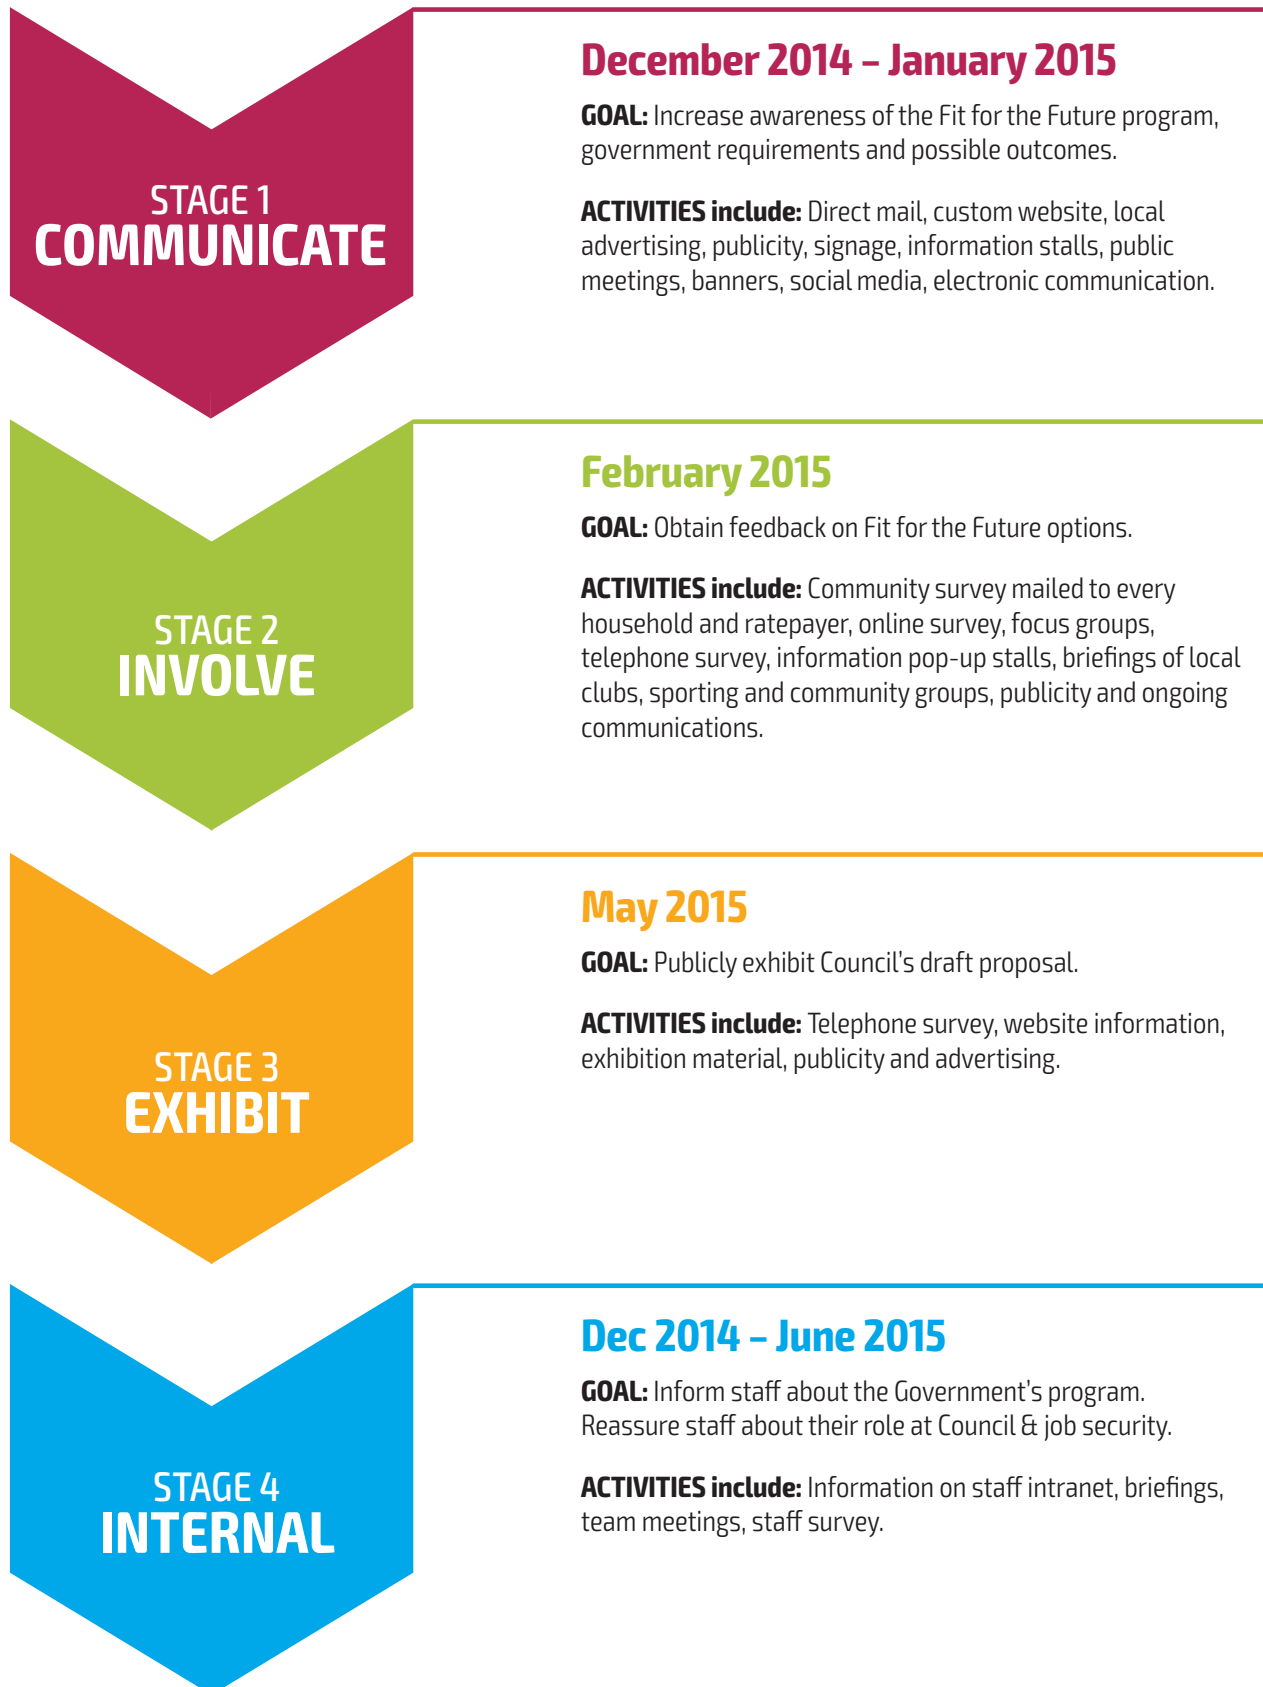 STAGE 1
COMMUNICATE
December 2014 – January 2015
GOAL: Increase awareness of the Fit for the Future program,
government requirements and possible outcomes.
ACTIVITIES include: Direct mail, custom website, local
advertising, publicity, signage, information stalls, public
meetings, banners, social media, electronic communication.
STAGE 2
INVOLVE
February 2015
GOAL: Obtain feedback on Fit for the Future options.
ACTIVITIES include: Community survey mailed to every
household and ratepayer, online survey, focus groups,
telephone survey, information pop-up stalls, briefings of local
clubs, sporting and community groups, publicity and ongoing
communications.
STAGE 3
EXHIBIT
May 2015
GOAL: Publicly exhibit Council's draft proposal.
ACTIVITIES include: Telephone survey, website information,
exhibition material, publicity and advertising.
STAGE 4
INTERNAL
Dec 2014 – June 2015
GOAL: Inform staff about the Government's program.
Reassure staff about their role at Council & job security.
ACTIVITIES include: Information on staff intranet, briefings,
team meetings, staff survey.